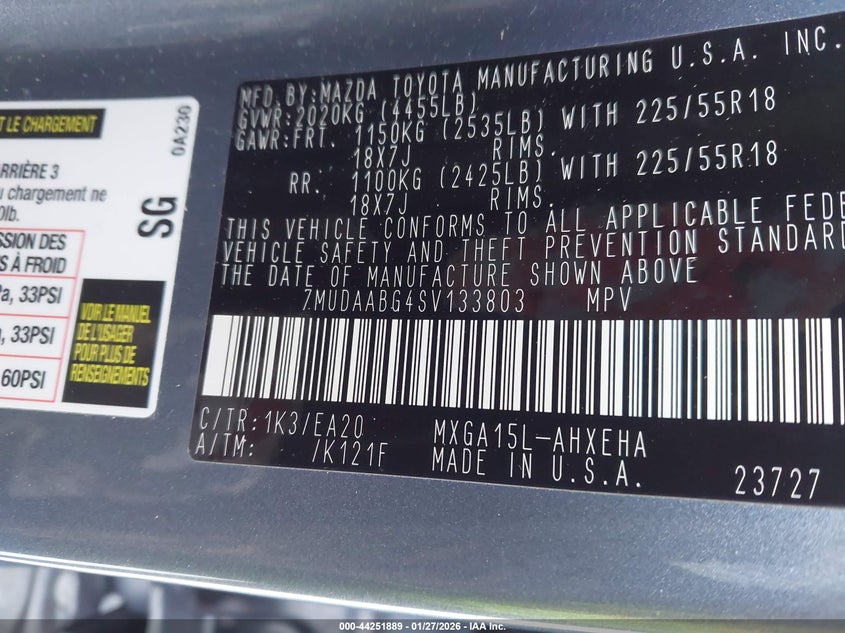 T LE CHARGEMENT
0A230
ARRIÈRE 3
u chargement ne
0lb.
SG
SSION DES
S À FROID
a, 33PSI
a, 33PSI
60PSI
VOIR LE MANUEL
DE L'USAGER
POUR PLUS DE
RENSEIGNEMENTS
MFD. BY:MAZDA TOYOTA MANUFACTURING U.S.A. INC.
GVWR:2020KG (4455LB)
GAWR:FRT. 1150KG (2535LB) WITH 225/55R18
18X7J RIMS.
RR. 1100KG (2425LB) WITH 225/55R18
18X7J RIMS.
THIS VEHICLE CONFORMS TO ALL APPLICABLE FEDE
VEHICLE SAFETY AND THEFT PREVENTION STANDARD
THE DATE OF MANUFACTURE SHOWN ABOVE
7MUDAABG4SV133803 MPV
C/TR:1K3/EA20 MXGA15L-AHXEHA
A/TM: /K121F MADE IN U.S.A.
23727
000-44251889 - 01/27/2026 - IAA Inc.